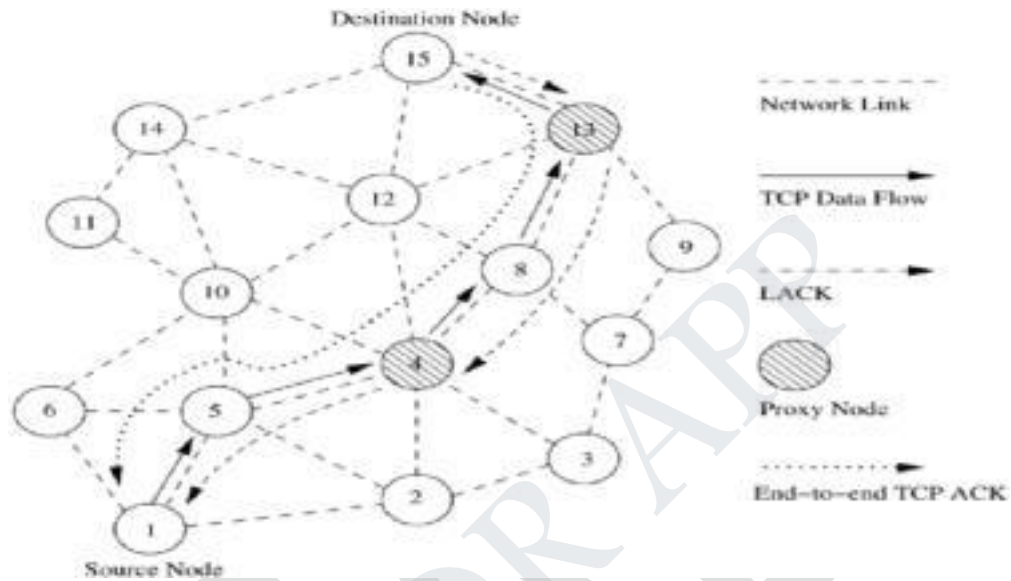 Destination Node
15
Network Link
14
13
TCP Data Flow
12
11
9
8
LACK
10
7
4
6
5
Proxy Node
3
2
End-to-end TCP ACK
1
Source Node
R APP